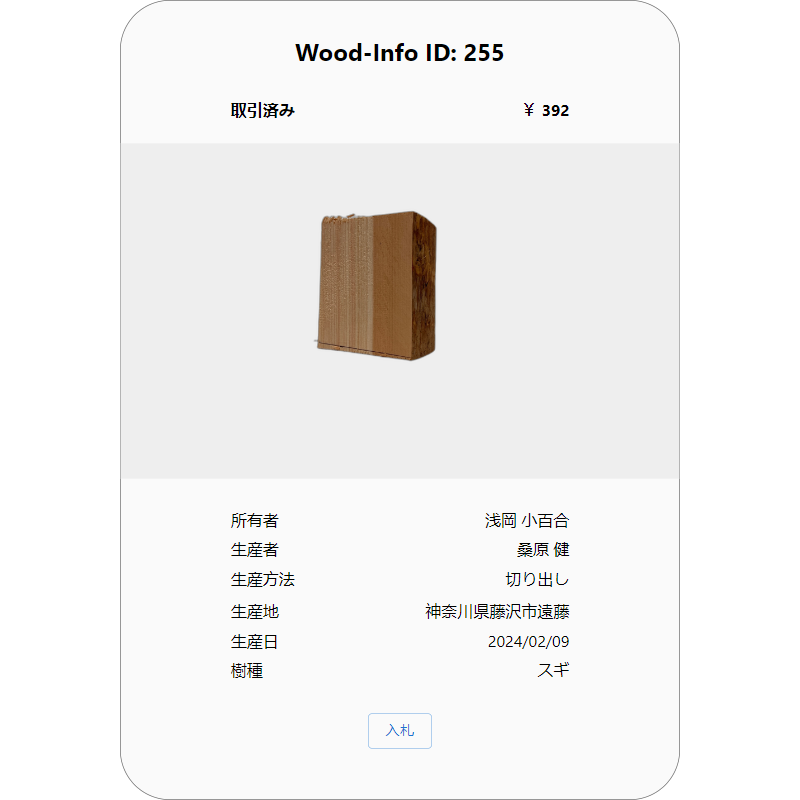 Wood-Info ID: 255
取引済み ¥ 392
所有者 浅岡 小百合
生産者 桑原 健
生産方法 切り出し
生産地 神奈川県藤沢市遠藤
生産日 2024/02/09
樹種 スギ
入札